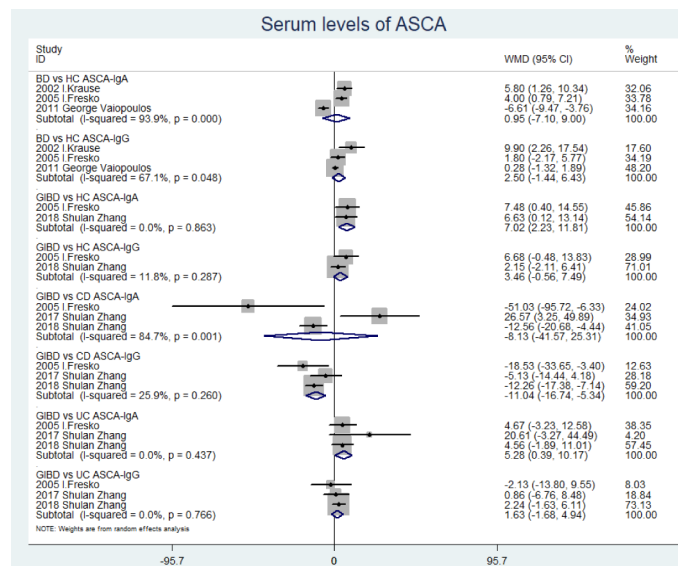 Serum levels of ASCA
Study % 
ID WMD (95% CI) Weight
BD vs HC ASCA-IgA
2002 I.Krause 5.80 (1.26, 10.34) 32.06
2005 I.Fresko 4.00 (0.79, 7.21) 33.78
2011 George Vaiopoulos -6.61 (-9.47, -3.76) 34.16
Subtotal (I-squared = 93.9%, p = 0.000) 0.95 (-7.10, 9.00) 100.00
.
BD vs HC ASCA-IgG
2002 I.Krause 9.90 (2.26, 17.54) 17.60
2005 I.Fresko 1.80 (-2.17, 5.77) 34.19
2011 George Vaiopoulos 0.28 (-1.32, 1.89) 48.20
Subtotal (I-squared = 67.1%, p = 0.048) 2.50 (-1.44, 6.43) 100.00
.
GIBD vs HC ASCA-IgA
2005 I.Fresko 7.48 (0.40, 14.55) 45.86
2018 Shulan Zhang 6.63 (0.12, 13.14) 54.14
Subtotal (I-squared = 0.0%, p = 0.863) 7.02 (2.23, 11.81) 100.00
.
GIBD vs HC ASCA-IgG
2005 I.Fresko 6.68 (-0.48, 13.83) 28.99
2018 Shulan Zhang 2.15 (-2.11, 6.41) 71.01
Subtotal (I-squared = 11.8%, p = 0.287) 3.46 (-0.56, 7.49) 100.00
.
GIBD vs CD ASCA-IgA
2005 I.Fresko -51.03 (-95.72, -6.33) 24.02
2017 Shulan Zhang 26.57 (3.25, 49.89) 34.93
2018 Shulan Zhang -12.56 (-20.68, -4.44) 41.05
Subtotal (I-squared = 84.7%, p = 0.001) -8.13 (-41.57, 25.31) 100.00
.
GIBD vs CD ASCA-IgG
2005 I.Fresko -18.53 (-33.65, -3.40) 12.63
2017 Shulan Zhang -5.13 (-14.44, 4.18) 28.18
2018 Shulan Zhang -12.26 (-17.38, -7.14) 59.20
Subtotal (I-squared = 25.9%, p = 0.260) -11.04 (-16.74, -5.34) 100.00
.
GIBD vs UC ASCA-IgA
2005 I.Fresko 4.67 (-3.23, 12.58) 38.35
2017 Shulan Zhang 20.61 (-3.27, 44.49) 4.20
2018 Shulan Zhang 4.56 (-1.89, 11.01) 57.45
Subtotal (I-squared = 0.0%, p = 0.437) 5.28 (0.39, 10.17) 100.00
.
GIBD vs UC ASCA-IgG
2005 I.Fresko -2.13 (-13.80, 9.55) 8.03
2017 Shulan Zhang 0.86 (-6.76, 8.48) 18.84
2018 Shulan Zhang 2.24 (-1.63, 6.11) 73.13
Subtotal (I-squared = 0.0%, p = 0.766) 1.63 (-1.68, 4.94) 100.00
NOTE: Weights are from random effects analysis
-95.7 0 95.7